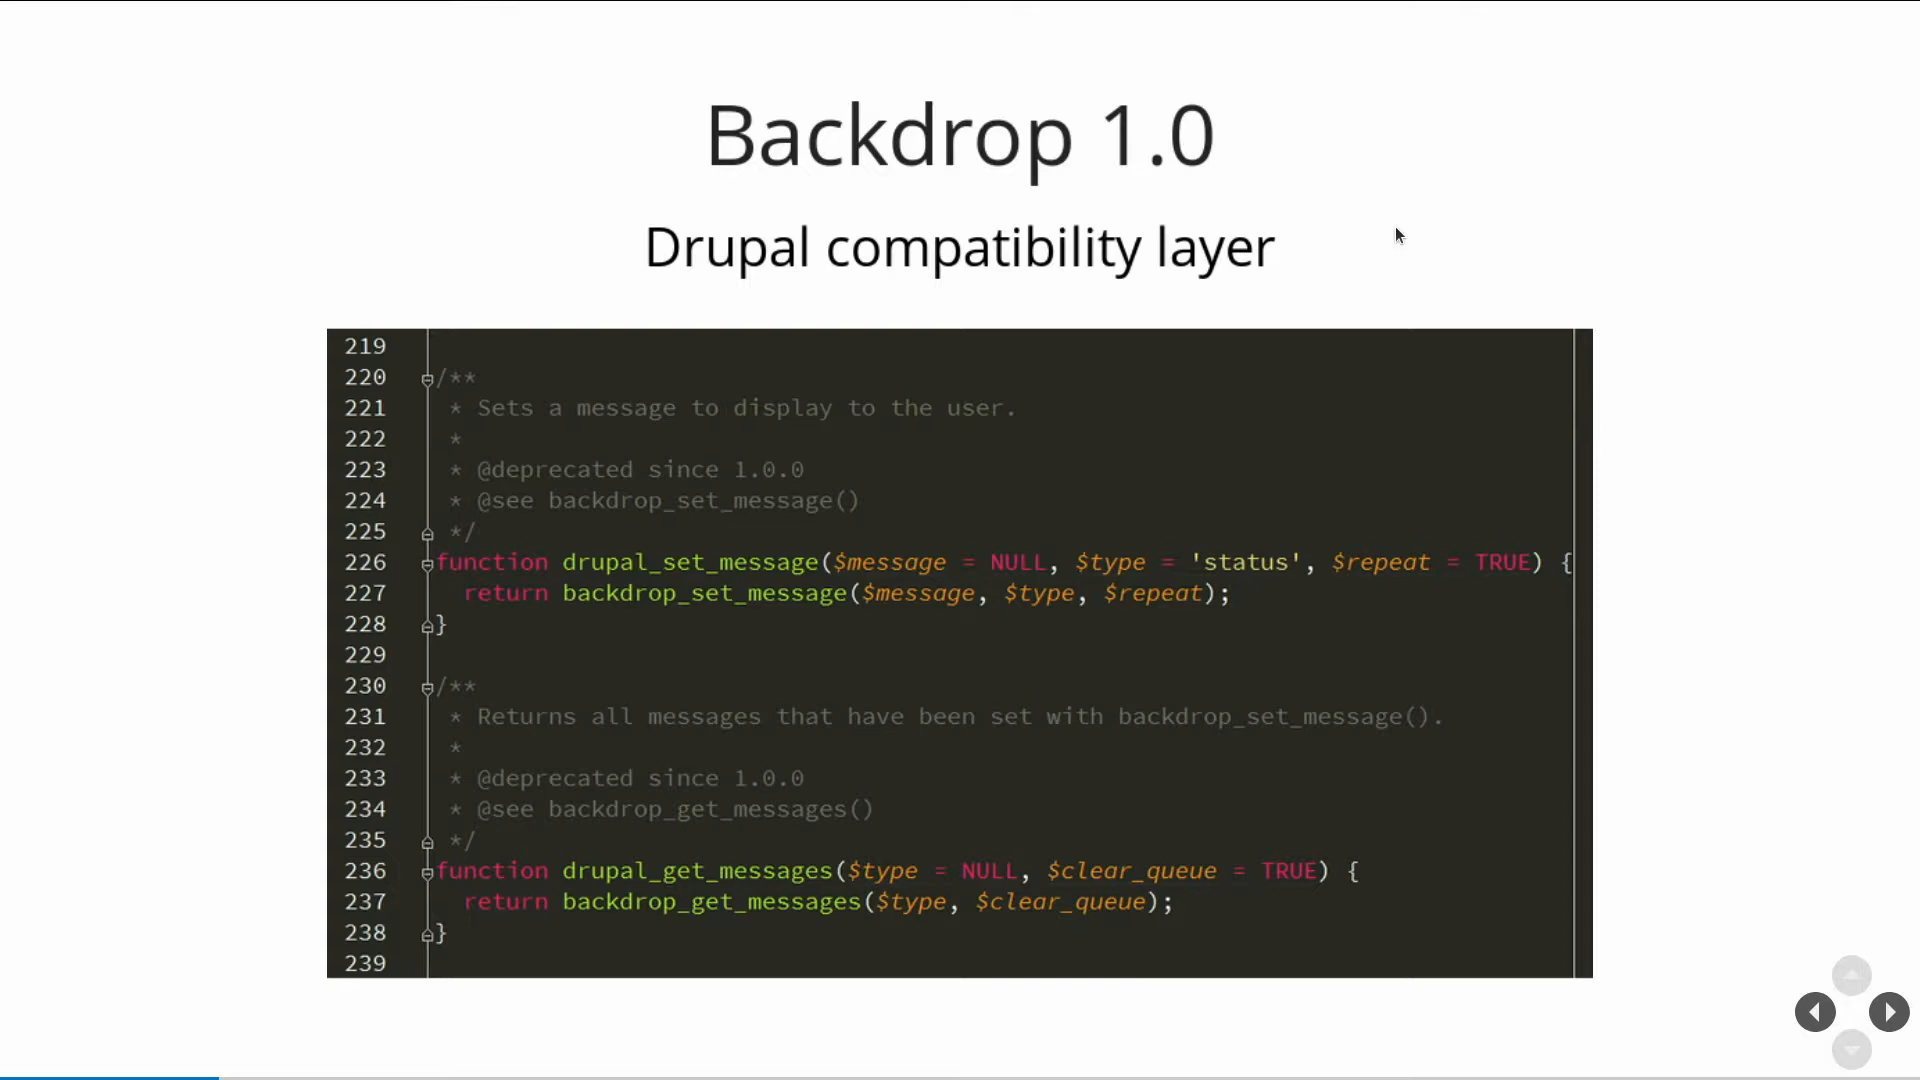 Backdrop 1.0
Drupal compatibility layer
219
220 /**
221 * Sets a message to display to the user.
222 *
223 * @deprecated since 1.0.0
224 * @see backdrop_set_message()
225 */
226 function drupal_set_message($message = NULL, $type = 'status', $repeat = TRUE) {
227 return backdrop_set_message($message, $type, $repeat);
228 }
229
230 /**
231 * Returns all messages that have been set with backdrop_set_message().
232 *
233 * @deprecated since 1.0.0
234 * @see backdrop_get_messages()
235 */
236 function drupal_get_messages($type = NULL, $clear_queue = TRUE) {
237 return backdrop_get_messages($type, $clear_queue);
238 }
239